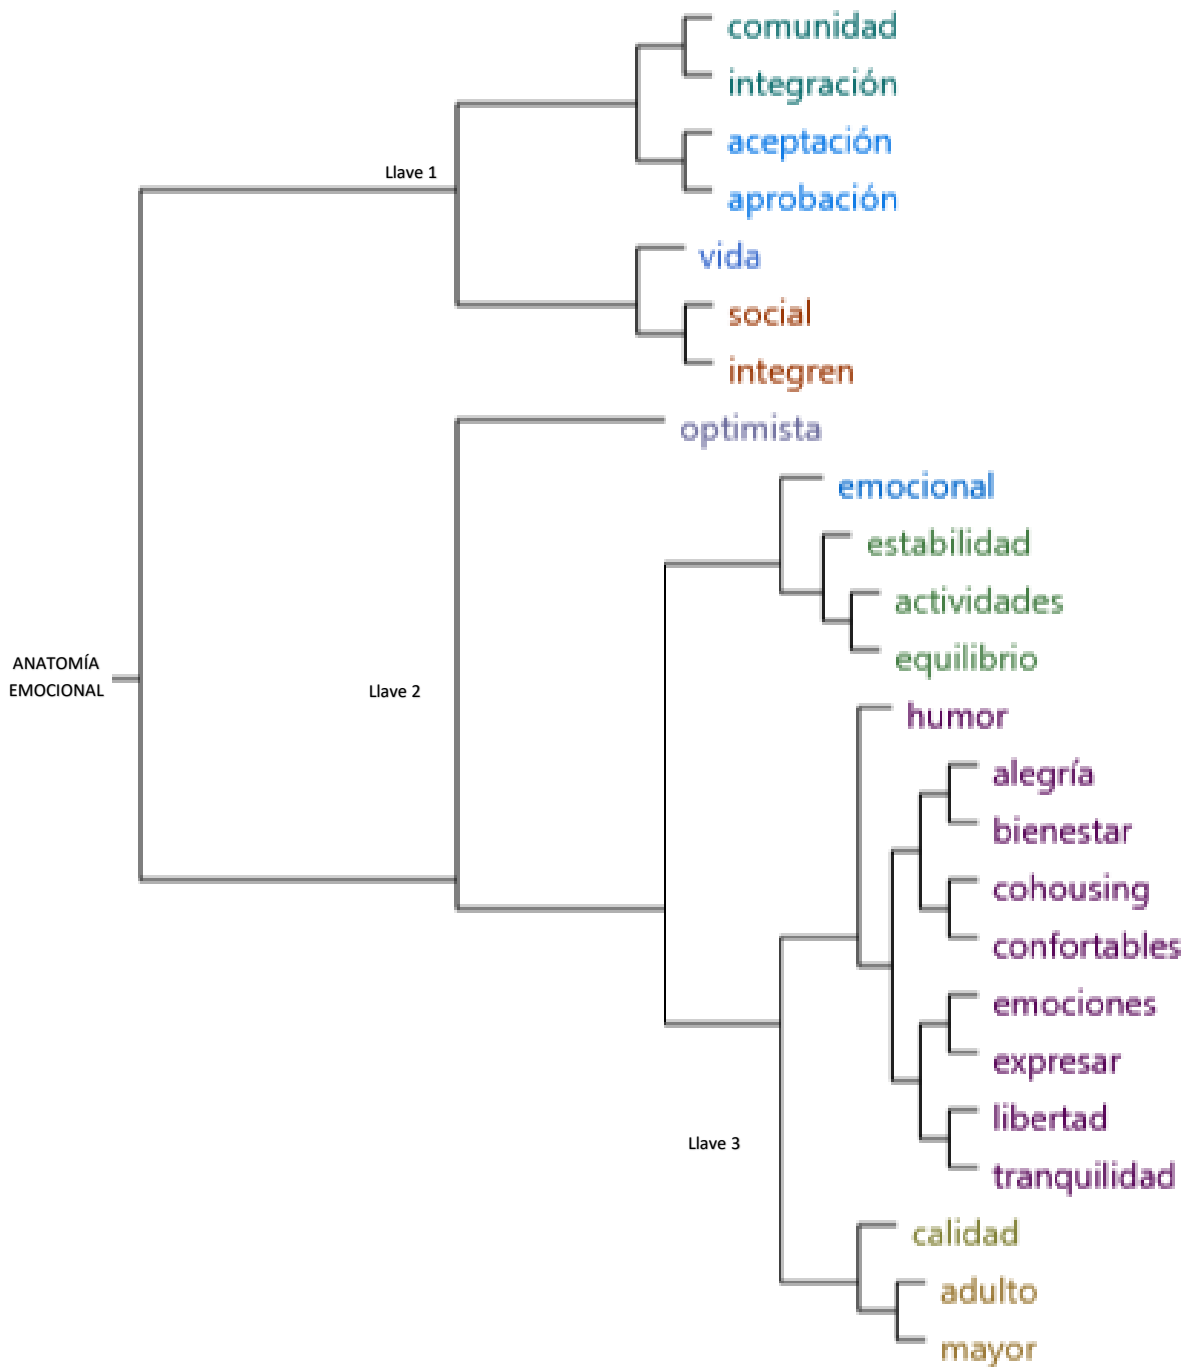 comunidad
integración
aceptación
Llave 1
aprobación
vida
social
integren
optimista
emocional
estabilidad
actividades
equilibrio
ANATOMÍA
EMOCIONAL
Llave 2
humor
alegría
bienestar
cohousing
confortables
emociones
expresar
libertad
Llave 3
tranquilidad
calidad
adulto
mayor